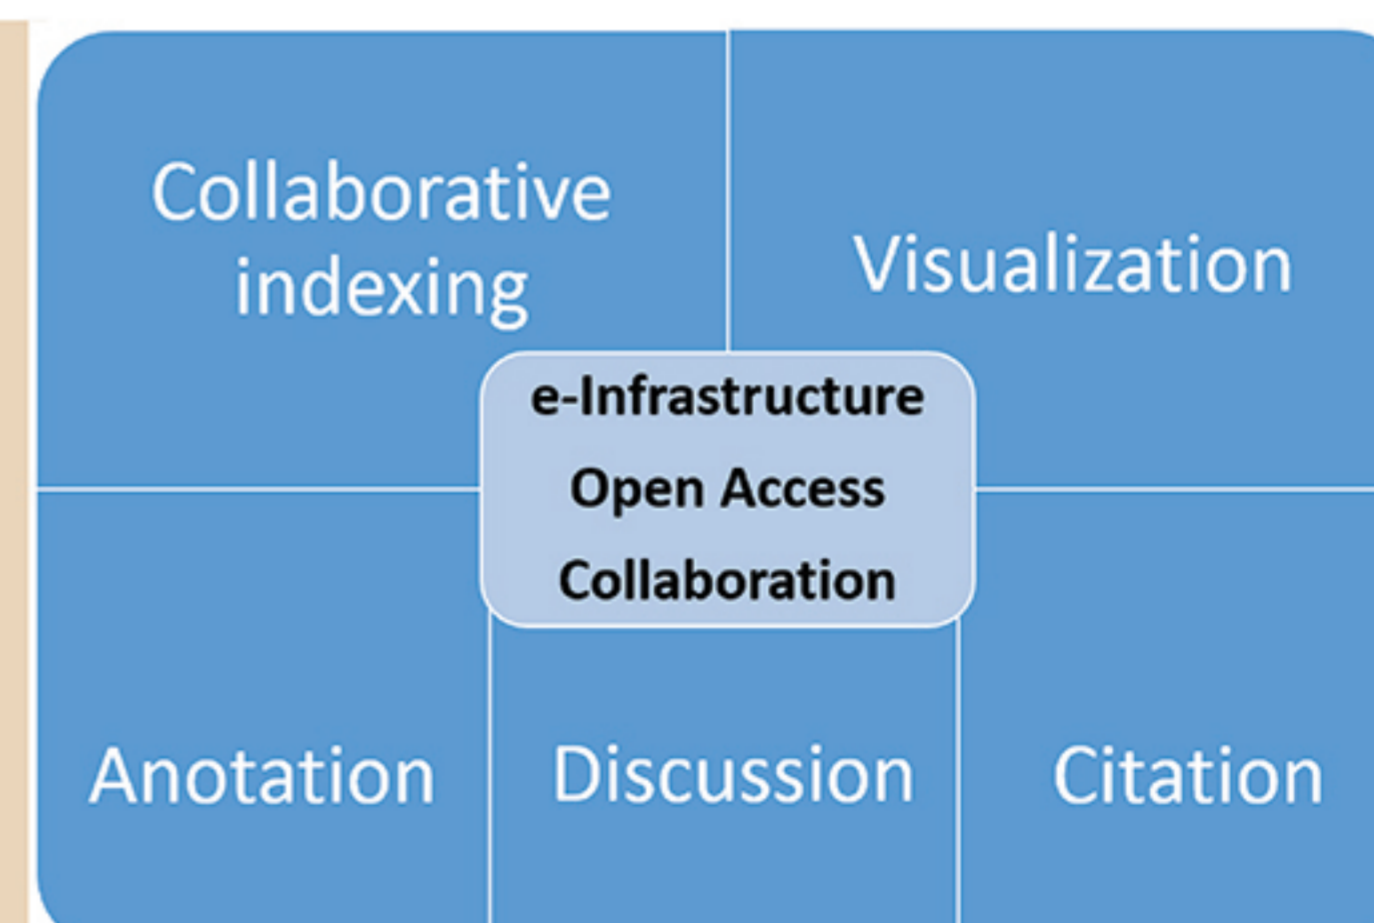 Collaborative
indexing
Visualization
e-Infrastructure
Open Access
Collaboration
Anotation
Discussion
Citation